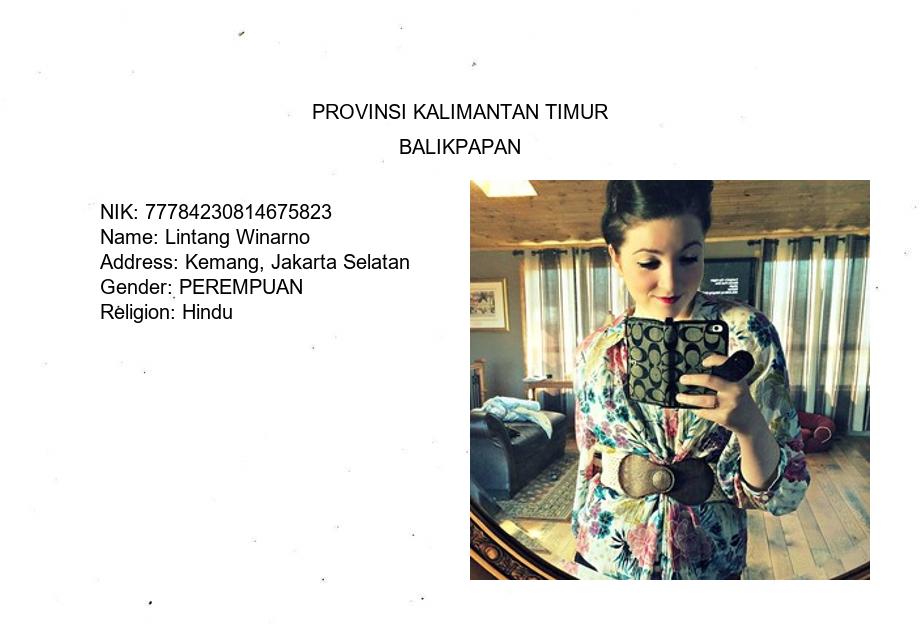 PROVINSI KALIMANTAN TIMUR
BALIKPAPAN
NIK: 77784230814675823
Name: Lintang Winarno
Address: Kemang, Jakarta Selatan
Gender: PEREMPUAN
Religion: Hindu